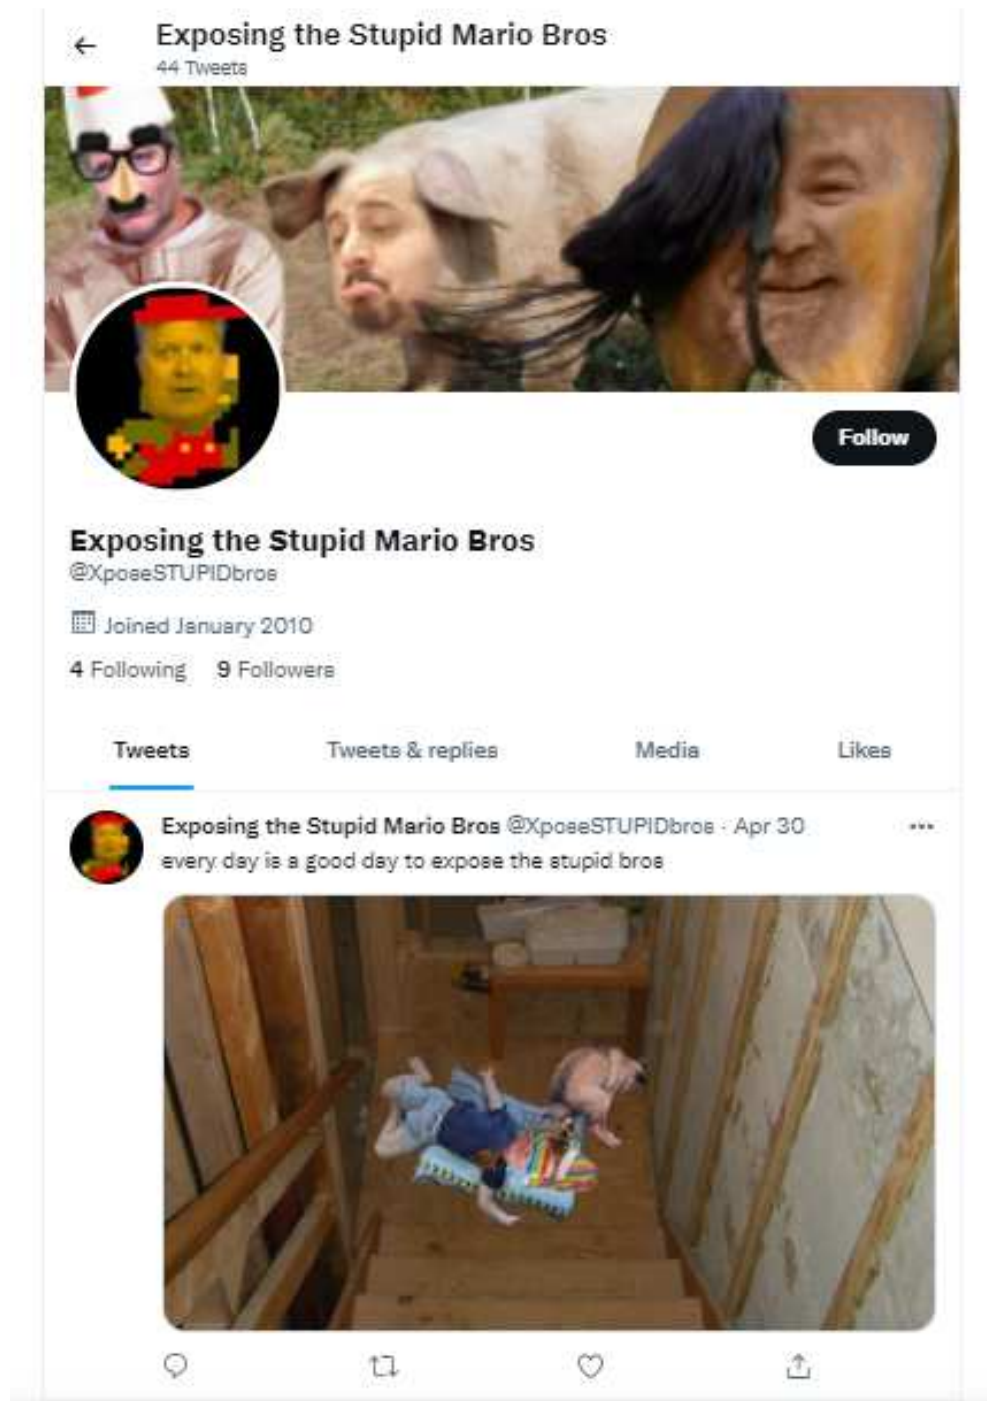 Exposing the Stupid Mario Bros
44 Tweets
Follow
Exposing the Stupid Mario Bros
@XposeSTUPIDbros
Joined January 2010
4 Following 9 Followers
Tweets Tweets & replies Media Likes
Exposing the Stupid Mario Bros @XposeSTUPIDbros · Apr 30
every day is a good day to expose the stupid bros